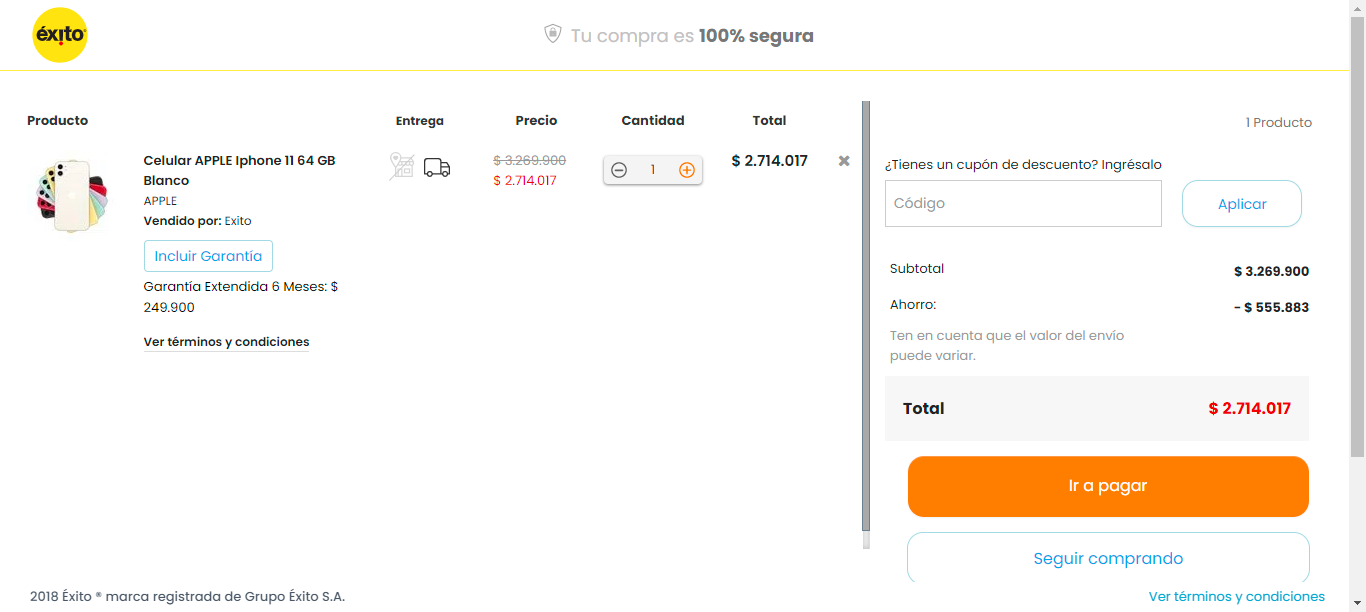 éxito
Tu compra es 100% segura
Producto
Entrega
Precio
Cantidad
Total
Celular APPLE Iphone 11 64 GB
Blanco
APPLE
Vendido por: Exito
Incluir Garantía
Garantía Extendida 6 Meses: $
249.900
Ver términos y condiciones
$ 3.269.900
$ 2.714.017
1
$ 2.714.017
1 Producto
¿Tienes un cupón de descuento? Ingrésalo
Código
Aplicar
Subtotal
$ 3.269.900
Ahorro:
- $ 555.883
Ten en cuenta que el valor del envío
puede variar.
Total
$ 2.714.017
Ir a pagar
Seguir comprando
2018 Éxito ® marca registrada de Grupo Éxito S.A.
Ver términos y condiciones